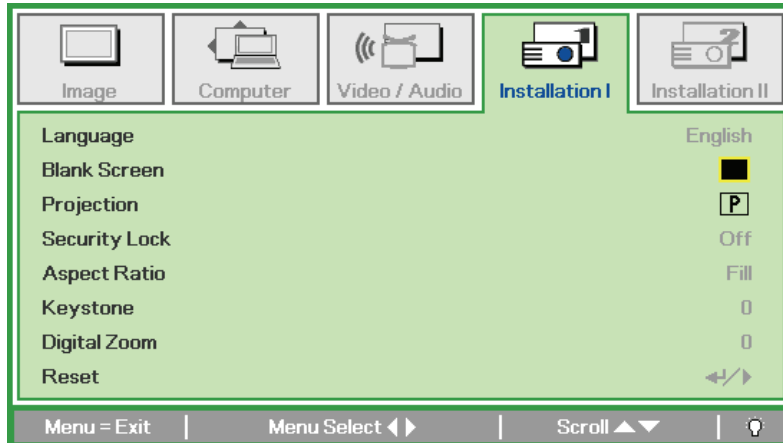 Image
Computer
Video / Audio
Installation I
Installation II
Language English
Blank Screen
Projection P
Security Lock Off
Aspect Ratio Fill
Keystone 0
Digital Zoom 0
Reset
Menu = Exit Menu Select Scroll